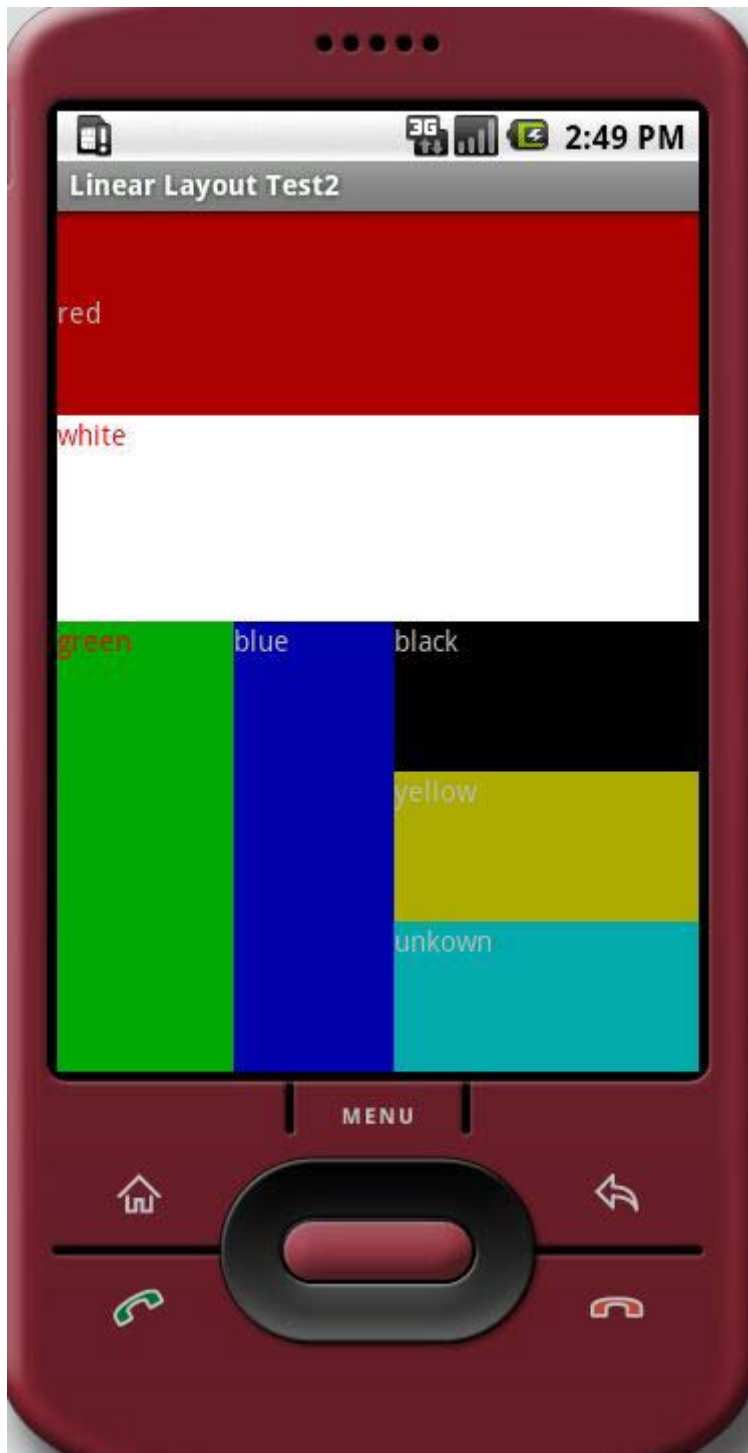 3G 2:49 PM
Linear Layout Test2
red
white
green blue black
yellow
unkown
MENU